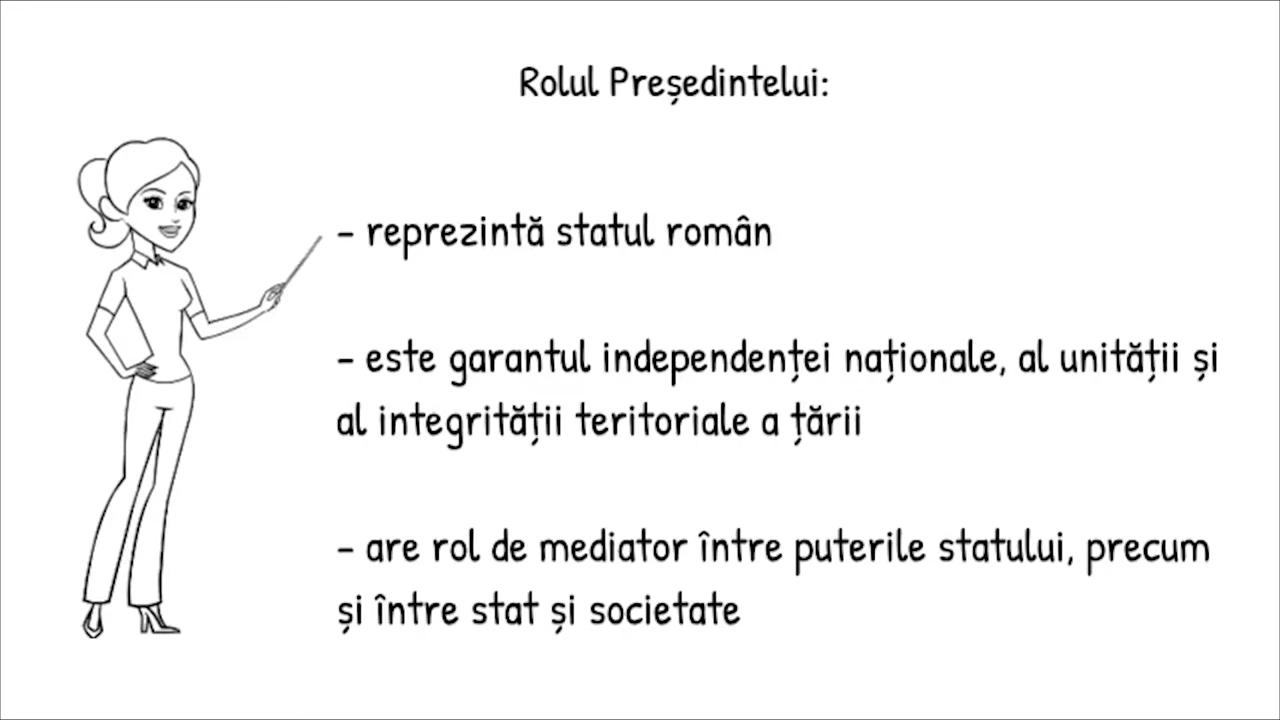 Rolul Președintelui:
- reprezintă statul român
- este garantul independenței naționale, al unității și
al integrității teritoriale a țării
- are rol de mediator între puterile statului, precum
și între stat și societate